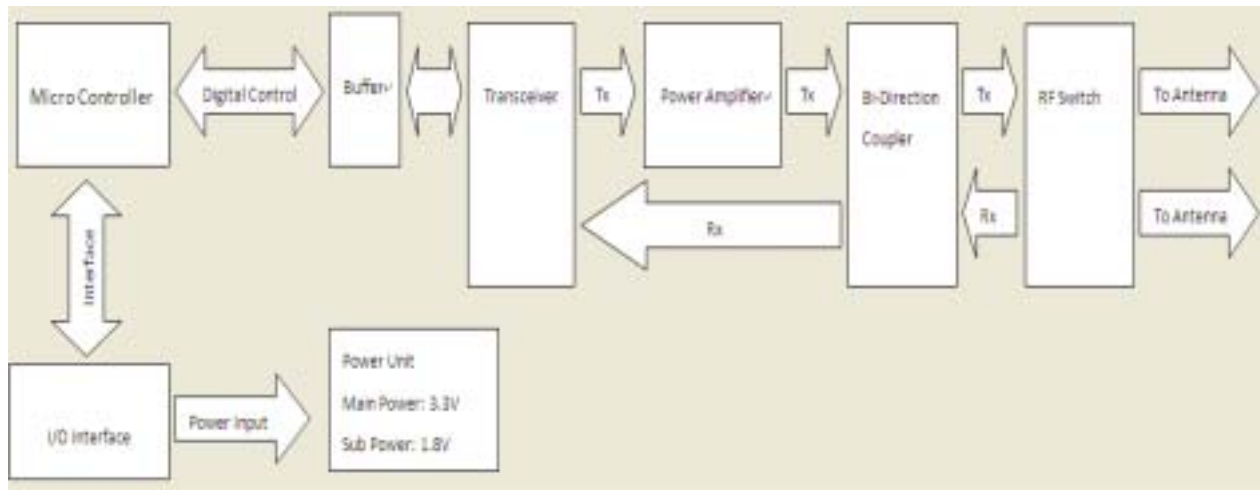 Micro Controller
Digital Control
Buffer
Transceiver
Tx
Power Amplifier
Tx
Bi-Direction
Coupler
Tx
RF Switch
To Antenna
Rx
Rx
To Antenna
Interface
I/O Interface
Power Input
Power Unit
Main Power: 3.3V
Sub Power: 1.8V